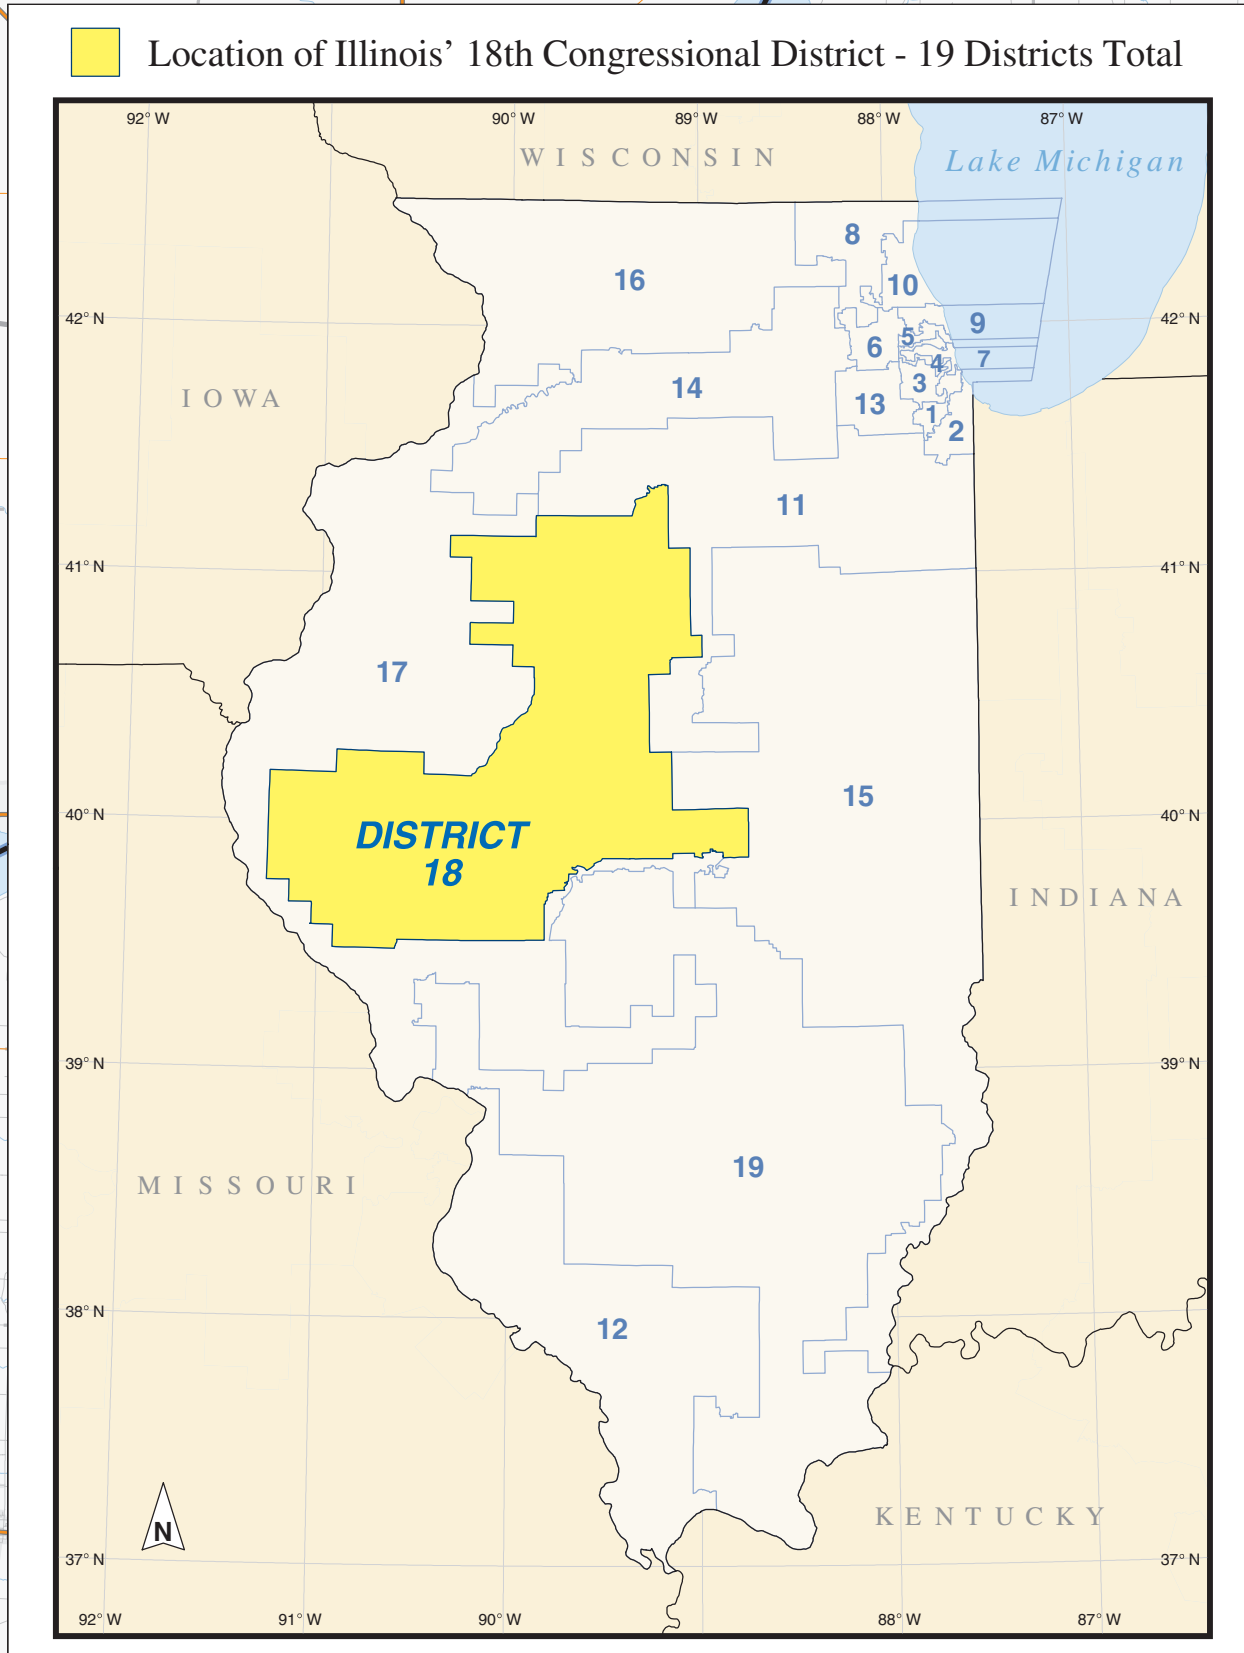 Location of Illinois’ 18th Congressional District - 19 Districts Total
92° W
90° W
89° W
88° W
87° W
WISCONSIN
Lake Michigan
8
16
10
42° N
9
42° N
5
6
7
4
14
3
IOWA
13
1
2
11
41° N
41° N
17
15
40° N
40° N
DISTRICT
18
INDIANA
39° N
39° N
19
MISSOURI
38° N
38° N
12
KENTUCKY
N
37° N
37° N
92° W
91° W
90° W
88° W
87° W